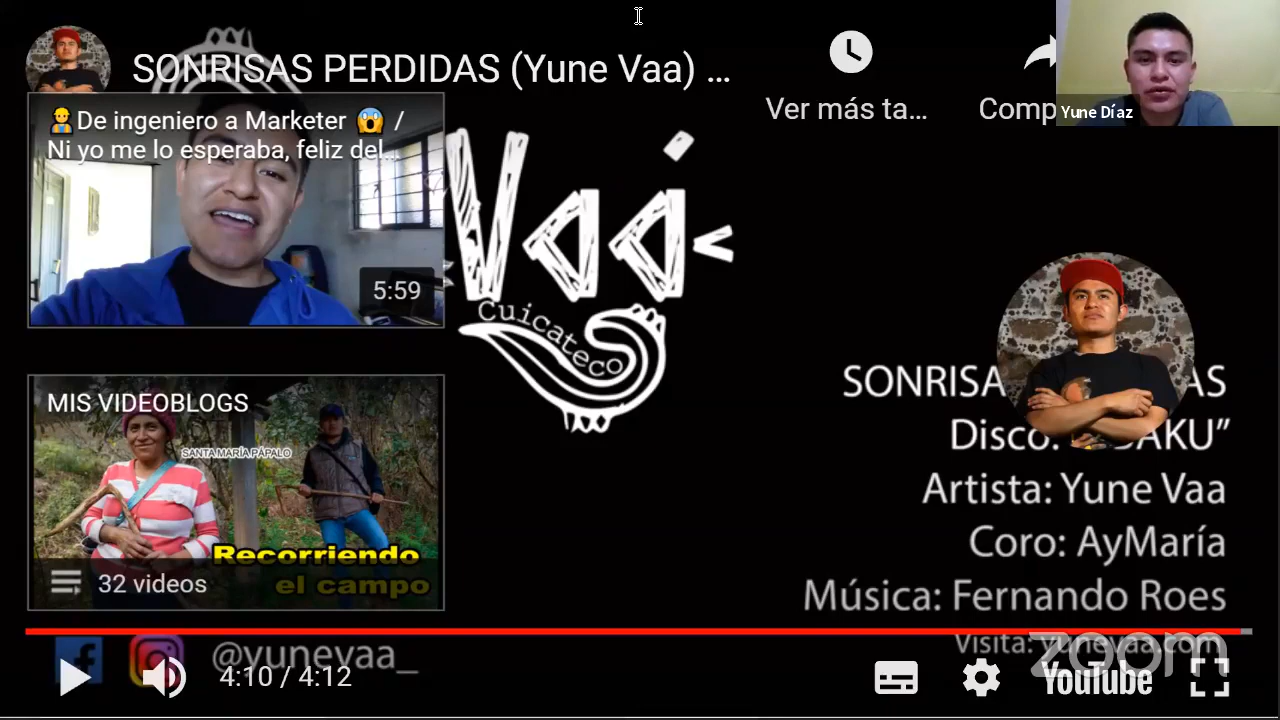 SONRISAS PERDIDAS (Yune Vaa) ...
Ver más ta...
Comp
Yune Díaz
👷De ingeniero a Marketer 😱 /
Ni yo me lo esperaba, feliz del...
5:59
Vaá
Cuicateco
MIS VIDEOBLOGS
SANTA MARÍA PÁPALO
Recorriendo
el campo
32 videos
SONRISA AS
Disco: AKU”
Artista: Yune Vaa
Coro: AyMaría
Música: Fernando Roes
Visita: yunevaa.com
@yunevaa_
zoom
4:10 / 4:12
YouTube